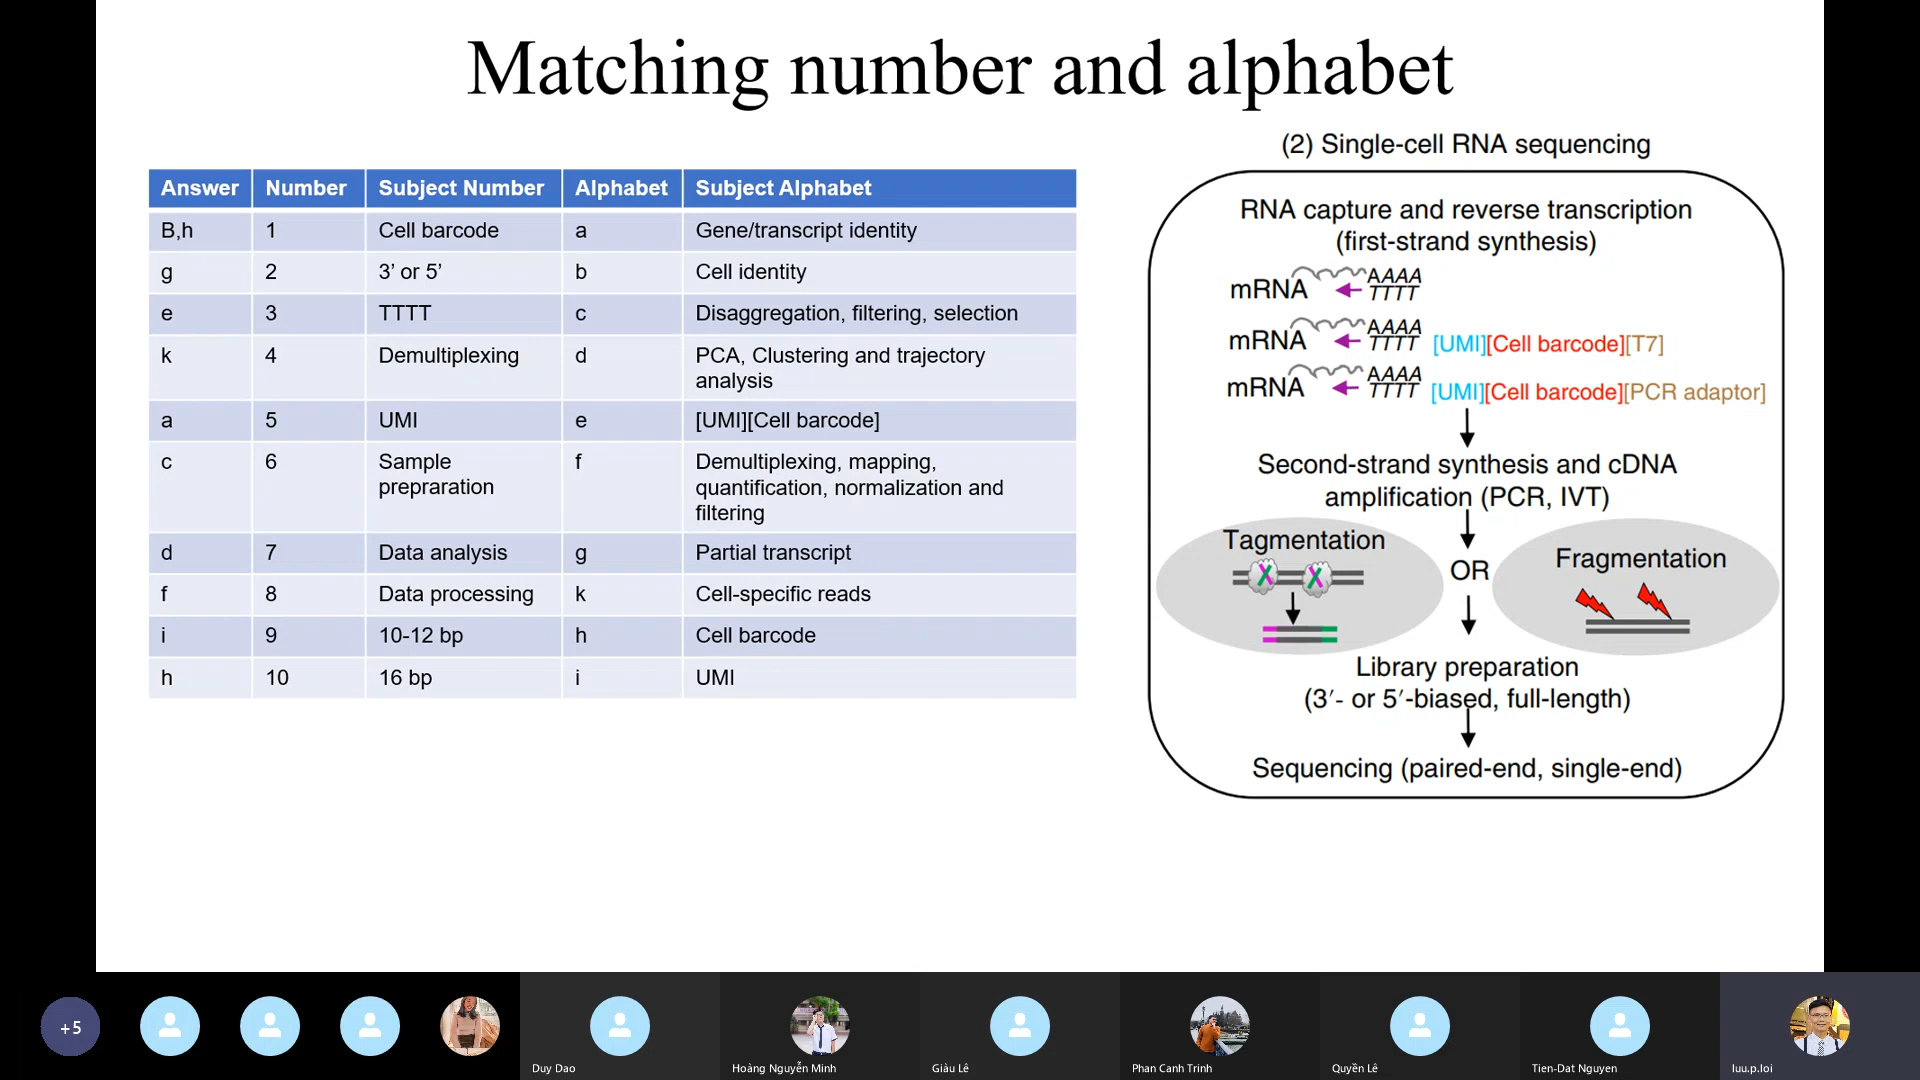 Matching number and alphabet
Answer Number Subject Number Alphabet Subject Alphabet
B,h 1 Cell barcode a Gene/transcript identity
g 2 3’ or 5’ b Cell identity
e 3 TTTT c Disaggregation, filtering, selection
k 4 Demultiplexing d PCA, Clustering and trajectory
analysis
a 5 UMI e [UMI][Cell barcode]
c 6 Sample f Demultiplexing, mapping,
prepraration quantification, normalization and
filtering
d 7 Data analysis g Partial transcript
f 8 Data processing k Cell-specific reads
i 9 10-12 bp h Cell barcode
h 10 16 bp i UMI
(2) Single-cell RNA sequencing
RNA capture and reverse transcription
(first-strand synthesis)
mRNA AAAA
TTTT
mRNA AAAA
TTTT [UMI][Cell barcode][T7]
mRNA AAAA
TTTT [UMI][Cell barcode][PCR adaptor]
Second-strand synthesis and cDNA
amplification (PCR, IVT)
Tagmentation
OR
Fragmentation
Library preparation
(3′- or 5′-biased, full-length)
Sequencing (paired-end, single-end)
+5
Duy Dao
Hoàng Nguyễn Minh
Giàu Lê
Phan Canh Trinh
Quyền Lê
Tien-Dat Nguyen
luu.p.loi